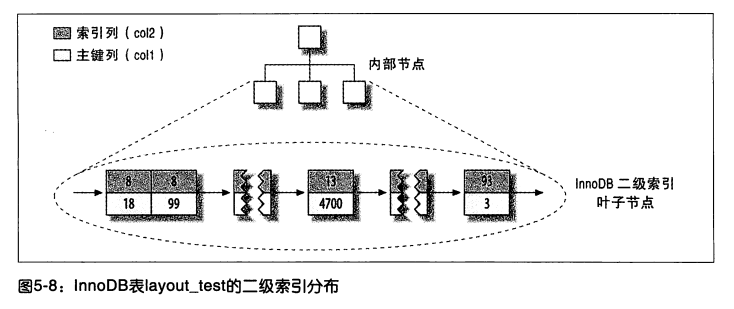 索引列（col2）
主键列（col1）
内部节点
8 8 13 93
18 99 4700 3
InnoDB 二级索引
叶子节点
图5-8：InnoDB表layout_test的二级索引分布